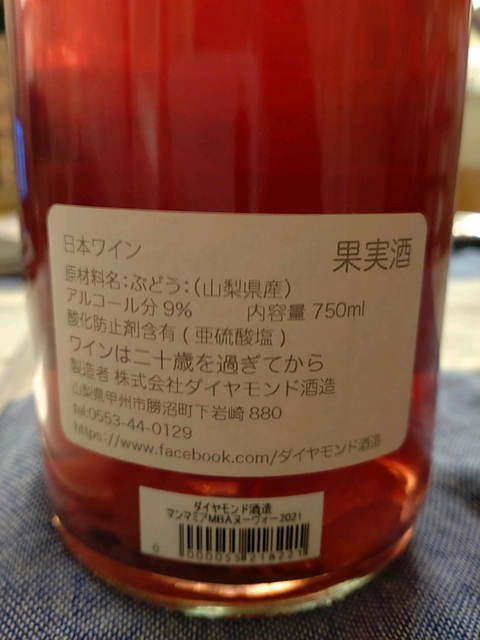 日本ワイン
果実酒
原材料名：ぶどう：（山梨県産）
アルコール分 9%　内容量 750ml
酸化防止剤含有（亜硫酸塩）
ワインは二十歳を過ぎてから
製造者 株式会社ダイヤモンド酒造
山梨県甲州市勝沼町下岩崎 880
tel:0553-44-0129
https://www.facebook.com/ダイヤモンド酒造
ダイヤモンド酒造
マンマミアMBAヌーヴォー2021
0 000055 218221